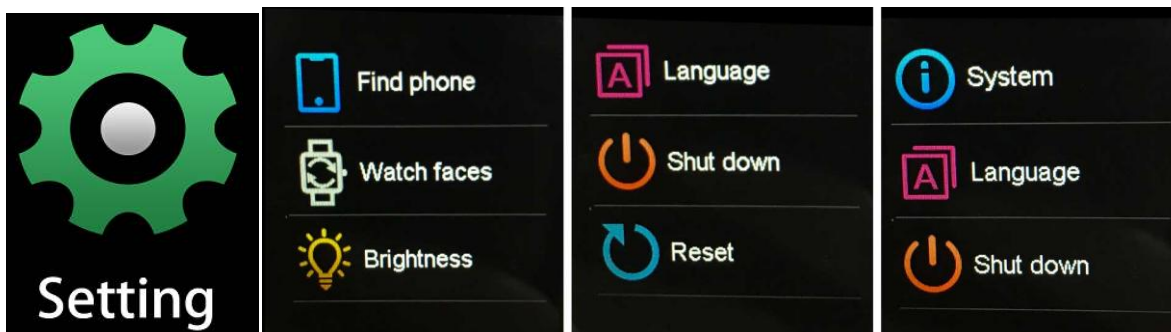 Setting
Find phone
Watch faces
Brightness
A Language
Shut down
Reset
i System
A Language
Shut down